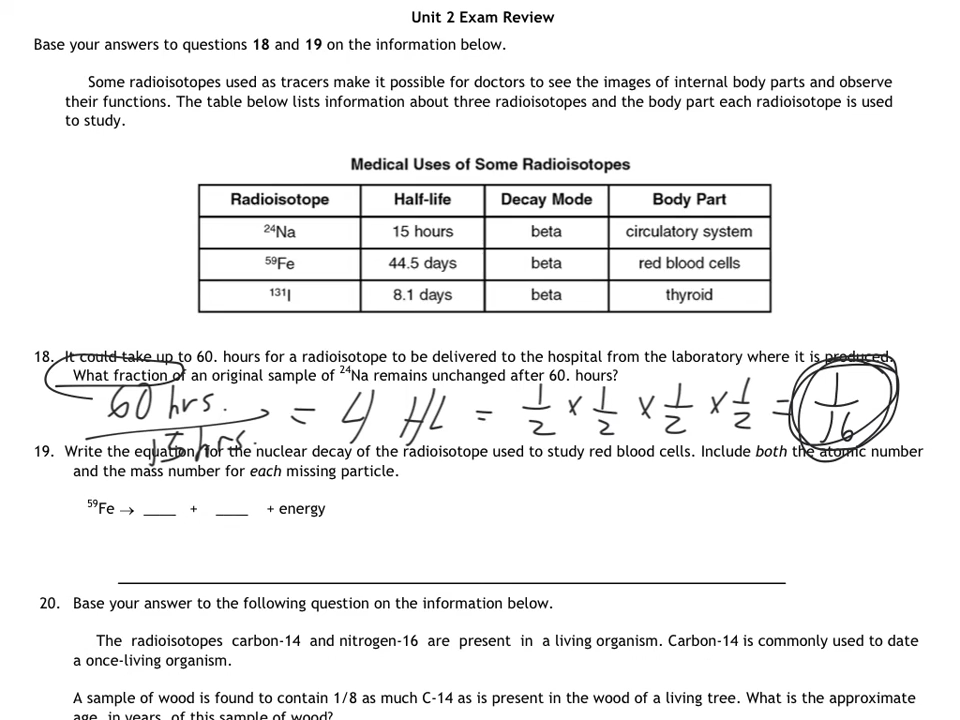 Unit 2 Exam Review
Base your answers to questions 18 and 19 on the information below.
Some radioisotopes used as tracers make it possible for doctors to see the images of internal body parts and observe
their functions. The table below lists information about three radioisotopes and the body part each radioisotope is used
to study.
Medical Uses of Some Radioisotopes
Radioisotope Half-life Decay Mode Body Part
²⁴Na 15 hours beta circulatory system
⁵⁹Fe 44.5 days beta red blood cells
¹³¹I 8.1 days beta thyroid
18. It could take up to 60. hours for a radioisotope to be delivered to the hospital from the laboratory where it is produced.
What fraction of an original sample of ²⁴Na remains unchanged after 60. hours?
60 hrs. / 15 hrs. = 4 HL = 1/2 x 1/2 x 1/2 x 1/2 = 1/16
19. Write the equation for the nuclear decay of the radioisotope used to study red blood cells. Include both the atomic number
and the mass number for each missing particle.
⁵⁹Fe → ____ + ____ + energy
20. Base your answer to the following question on the information below.
The radioisotopes carbon-14 and nitrogen-16 are present in a living organism. Carbon-14 is commonly used to date
a once-living organism.
A sample of wood is found to contain 1/8 as much C-14 as is present in the wood of a living tree. What is the approximate
age, in years, of this sample of wood?